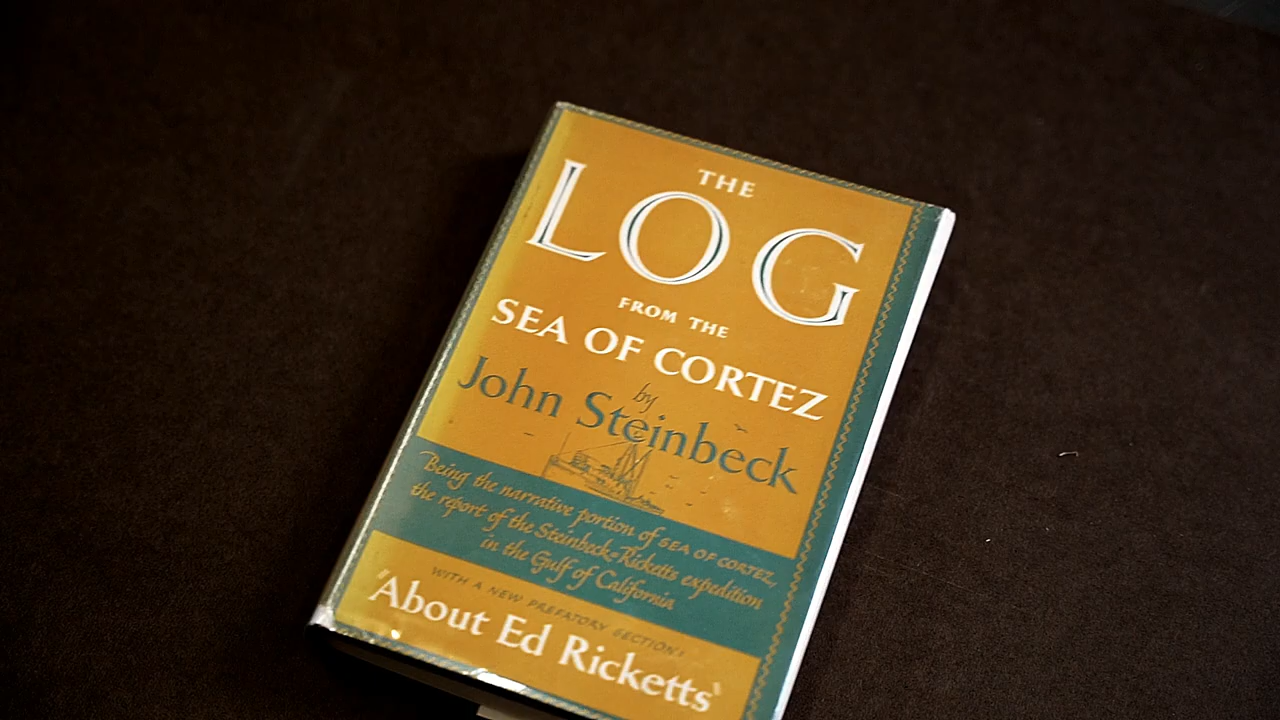 THE
LOG
FROM THE
SEA OF CORTEZ
by
John Steinbeck
Being the narrative portion of SEA OF CORTEZ,
the report of the Steinbeck-Ricketts expedition
in the Gulf of California
WITH A NEW PREFATORY SECTION:
"About Ed Ricketts"